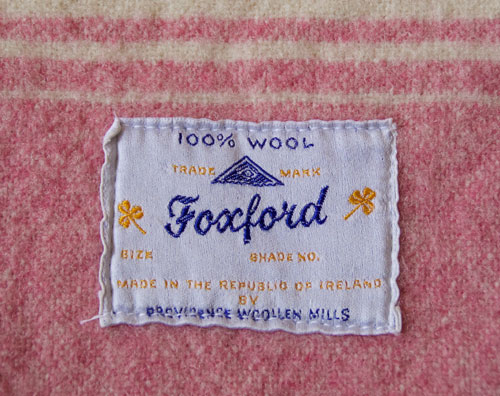 100% WOOL
TRADE MARK
Foxford
SIZE SHADE NO.
MADE IN THE REPUBLIC OF IRELAND
BY
PROVIDENCE WOOLLEN MILLS